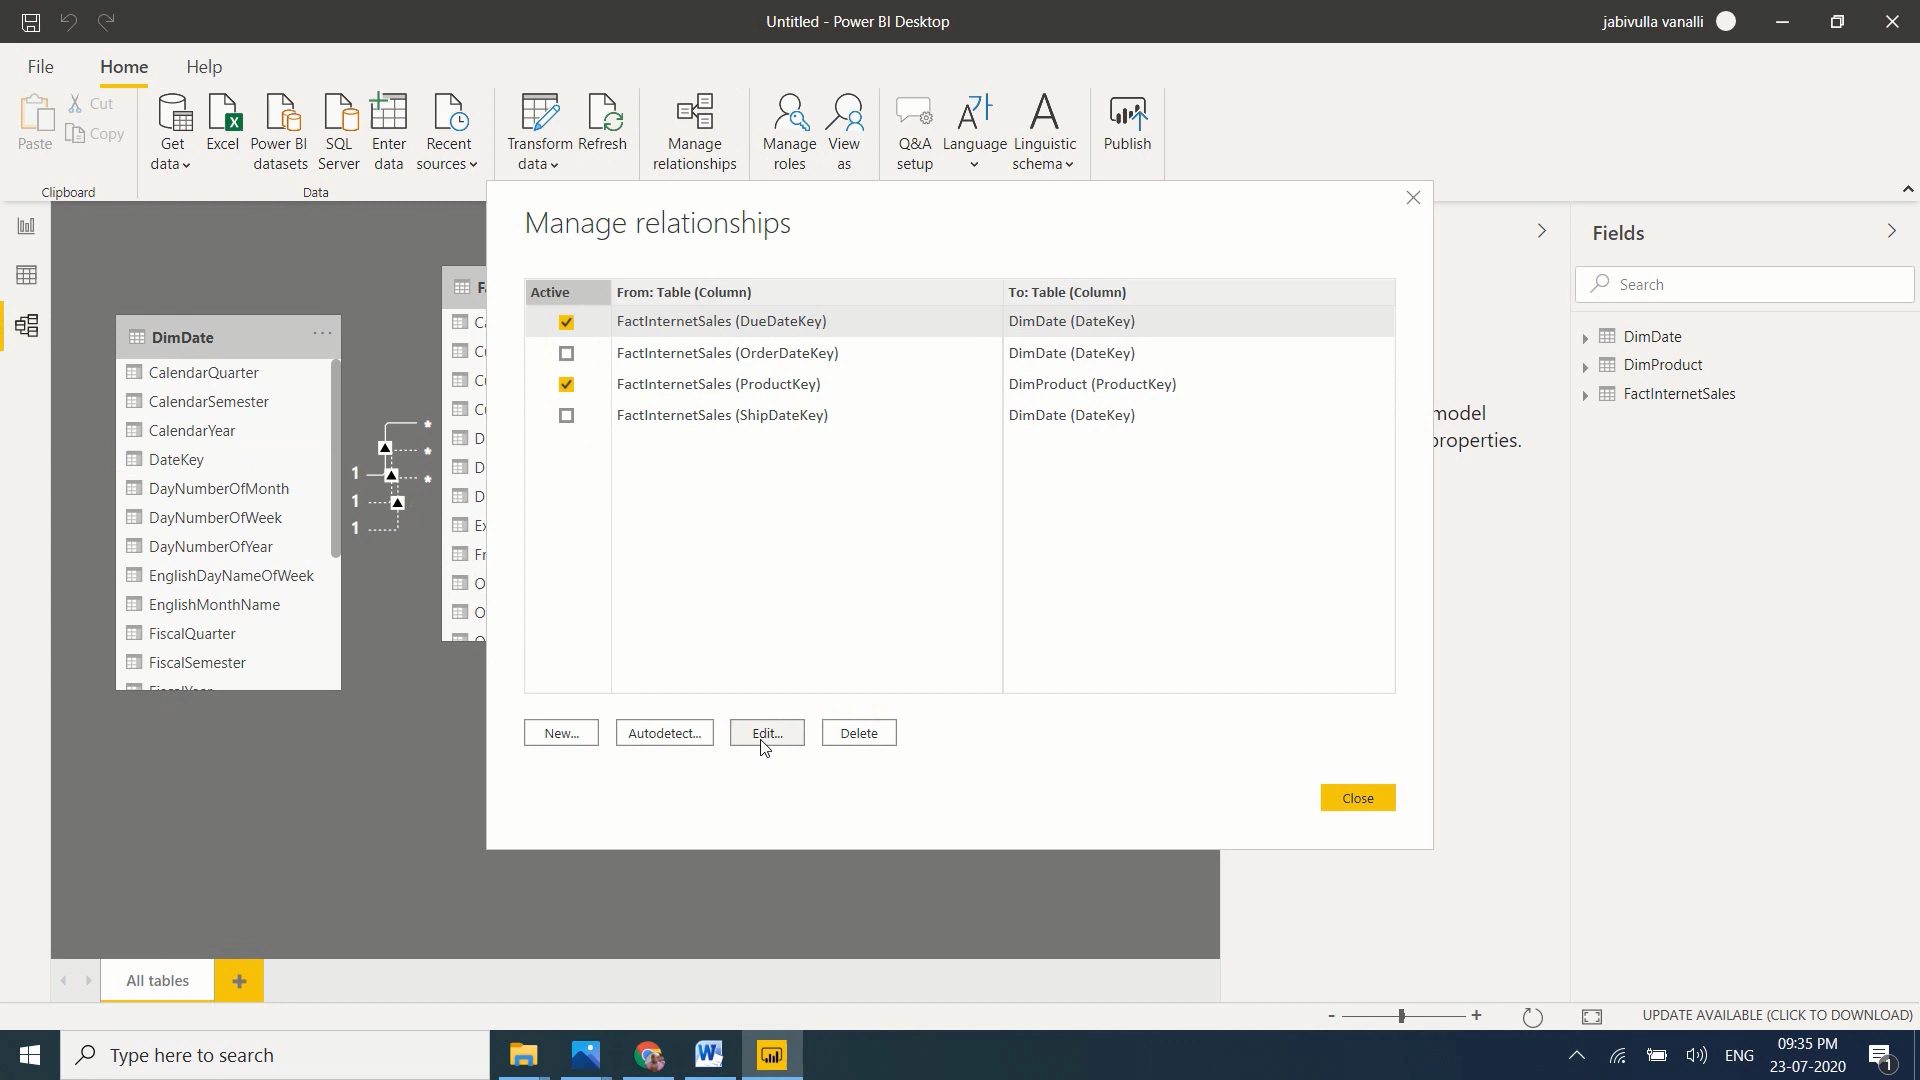 Untitled - Power BI Desktop
jabivulla vanalli
File
Home
Help
Paste
Cut
Copy
Clipboard
Get data
Excel
Power BI datasets
SQL Server
Enter data
Recent sources
Data
Transform data
Refresh
Manage relationships
Manage roles
View as
Q&A setup
Language
Linguistic schema
Publish
DimDate
...
CalendarQuarter
CalendarSemester
CalendarYear
DateKey
DayNumberOfMonth
DayNumberOfWeek
DayNumberOfYear
EnglishDayNameOfWeek
EnglishMonthName
FiscalQuarter
FiscalSemester
FiscalYear
1
1
1
*
*
*
Manage relationships
Active
From: Table (Column)
To: Table (Column)
FactInternetSales (DueDateKey)
DimDate (DateKey)
FactInternetSales (OrderDateKey)
DimDate (DateKey)
FactInternetSales (ProductKey)
DimProduct (ProductKey)
FactInternetSales (ShipDateKey)
DimDate (DateKey)
New...
Autodetect...
Edit...
Delete
Close
model
properties.
Fields
Search
DimDate
DimProduct
FactInternetSales
All tables
+
-
+
UPDATE AVAILABLE (CLICK TO DOWNLOAD)
Type here to search
ENG
09:35 PM
23-07-2020
1